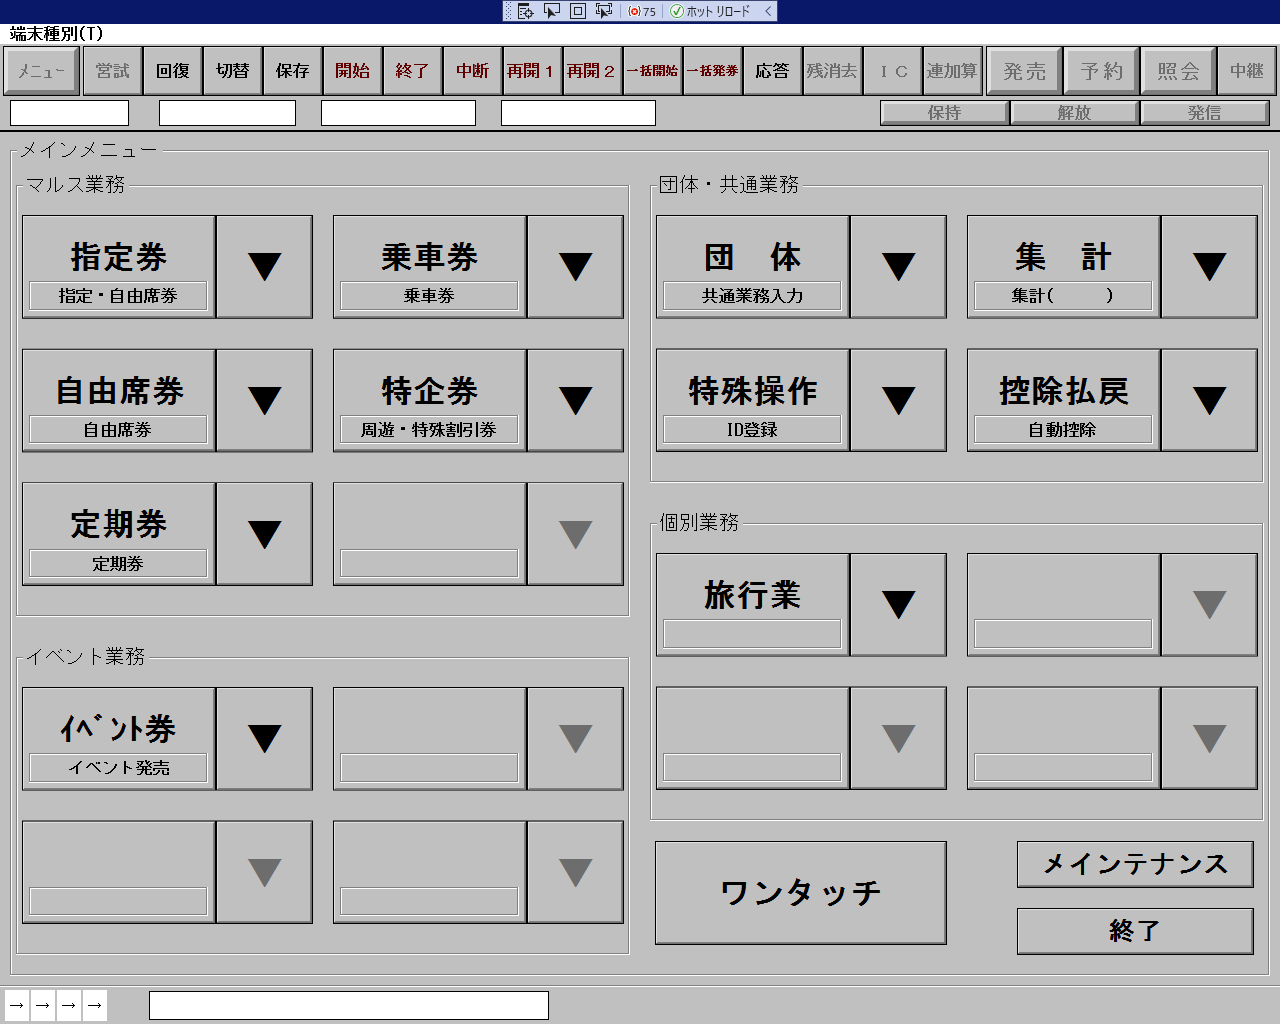 75 ホット リロード
端末種別(T)
メニュー 営試 回復 切替 保存 開始 終了 中断 再開1 再開2 一括開始 一括発券 応答 残消去 IC 連加算 発売 予約 照会 中継
保持 解放 発信
メインメニュー
マルス業務
指定券
指定・自由席券
▼
乗車券
乗車券
▼
自由席券
自由席券
▼
特企券
周遊・特殊割引券
▼
定期券
定期券
▼
▼
イベント業務
イベント券
イベント発売
▼
▼
▼
▼
団体・共通業務
団 体
共通業務入力
▼
集 計
集計( )
▼
特殊操作
ID登録
▼
控除払戻
自動控除
▼
個別業務
旅行業
▼
▼
▼
▼
ワンタッチ
メインテナンス
終了
→ → → →